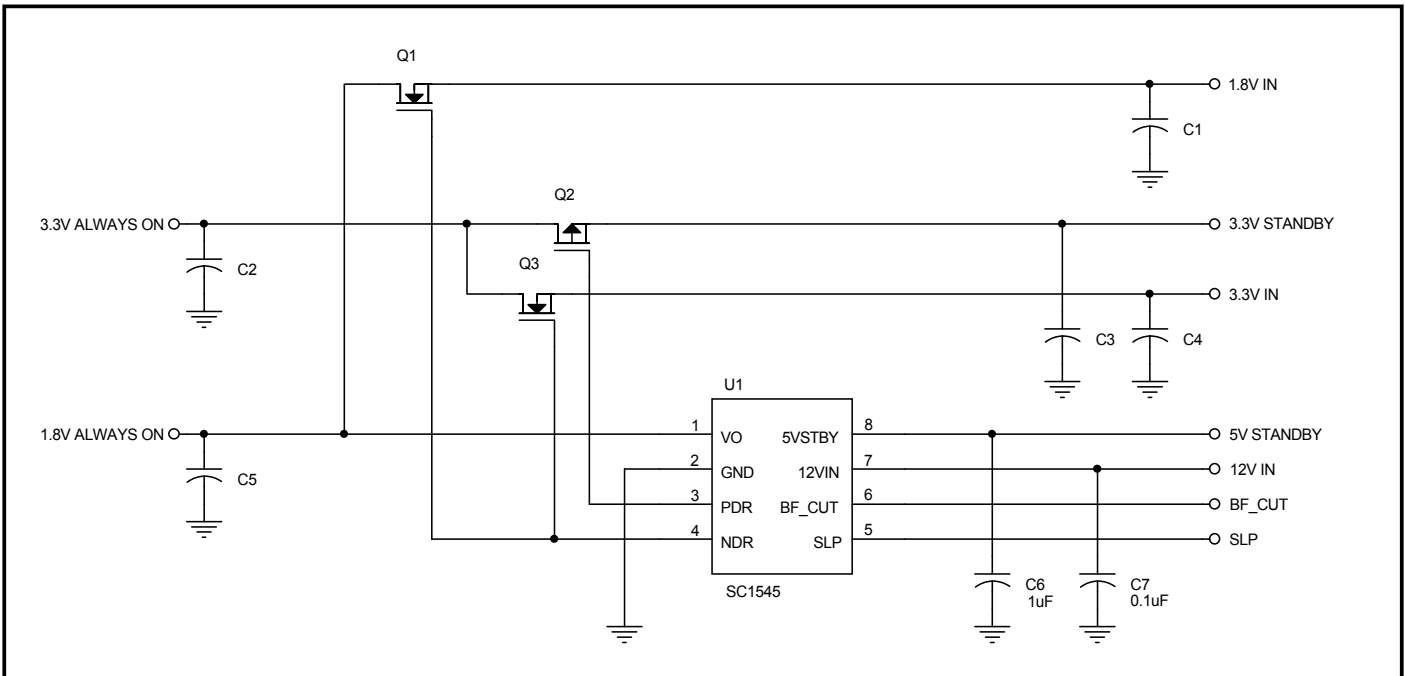 Q1
1.8V IN
C1
Q2
3.3V ALWAYS ON
3.3V STANDBY
C2
Q3
3.3V IN
C3
C4
U1
1.8V ALWAYS ON
1
VO
5VSTBY
8
5V STANDBY
2
GND
12VIN
7
12V IN
C5
3
PDR
BF_CUT
6
BF_CUT
4
NDR
SLP
5
SLP
SC1545
C6
1uF
C7
0.1uF